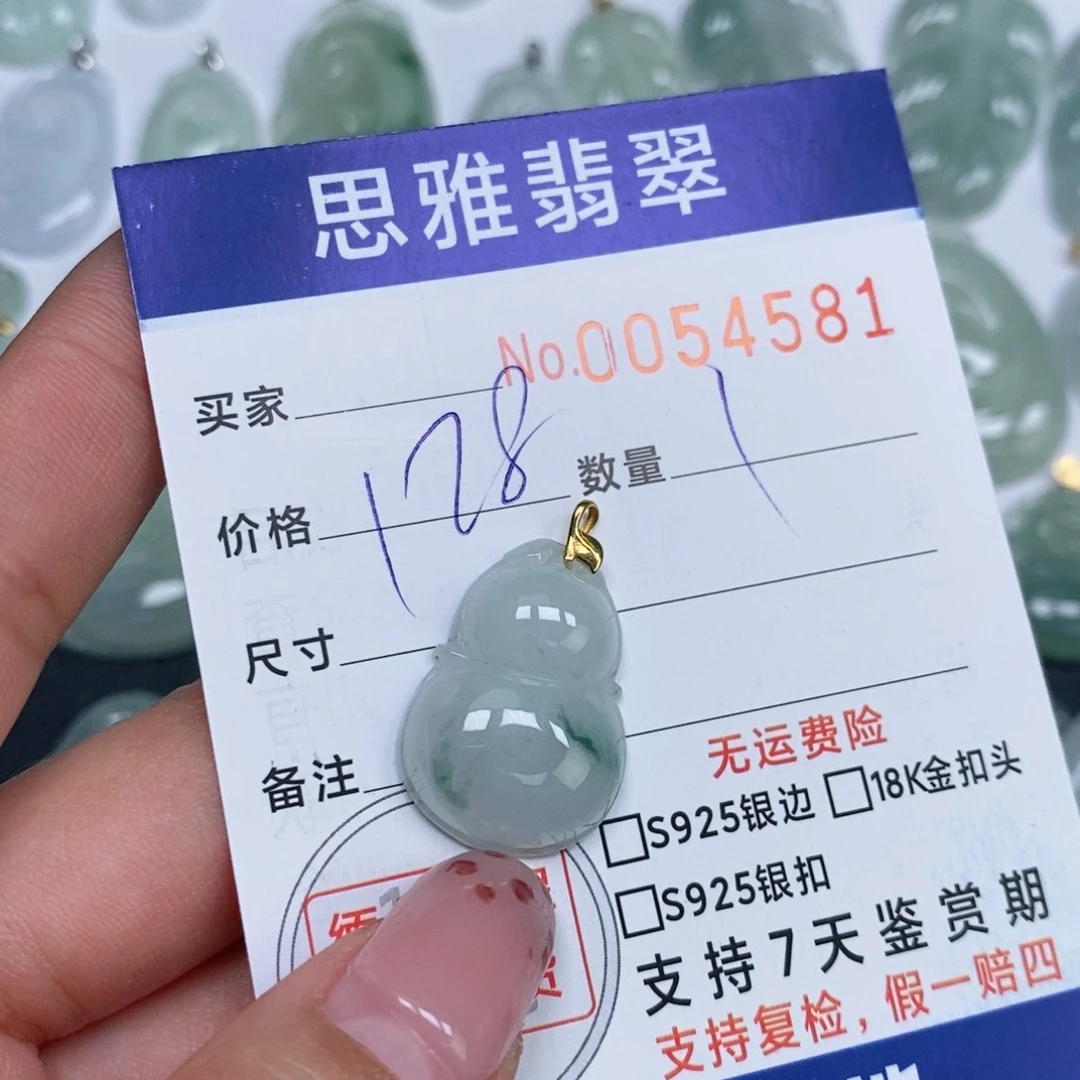 思雅翡翠
No.0054581
买家
价格 128 数量 1
尺寸
备注
无运费险
□S925银边 □18K金扣头
□S925银扣
支持7天鉴赏期
支持复检，假一赔四